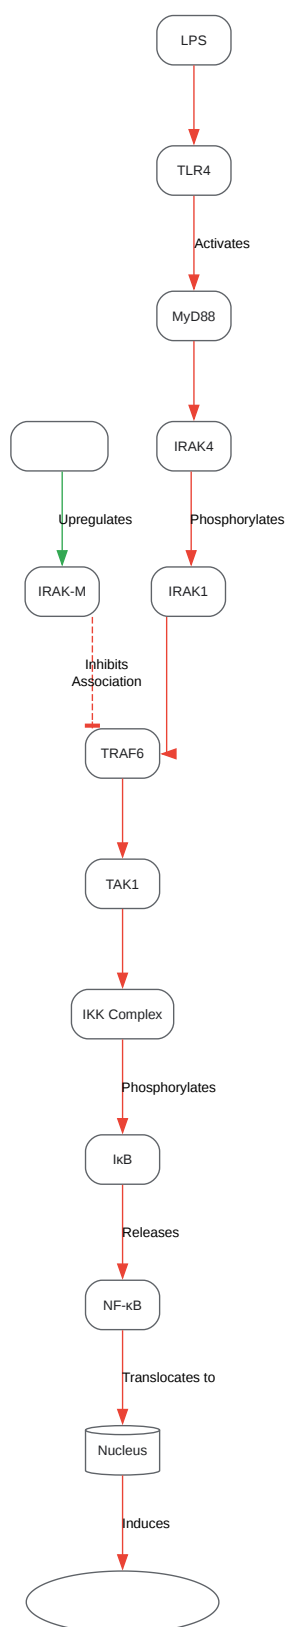 LPS
TLR4
Activates
MyD88
IRAK4
Upregulates
Phosphorylates
IRAK-M
IRAK1
Inhibits
Association
TRAF6
TAK1
IKK Complex
Phosphorylates
IκB
Releases
NF-κB
Translocates to
Nucleus
Induces